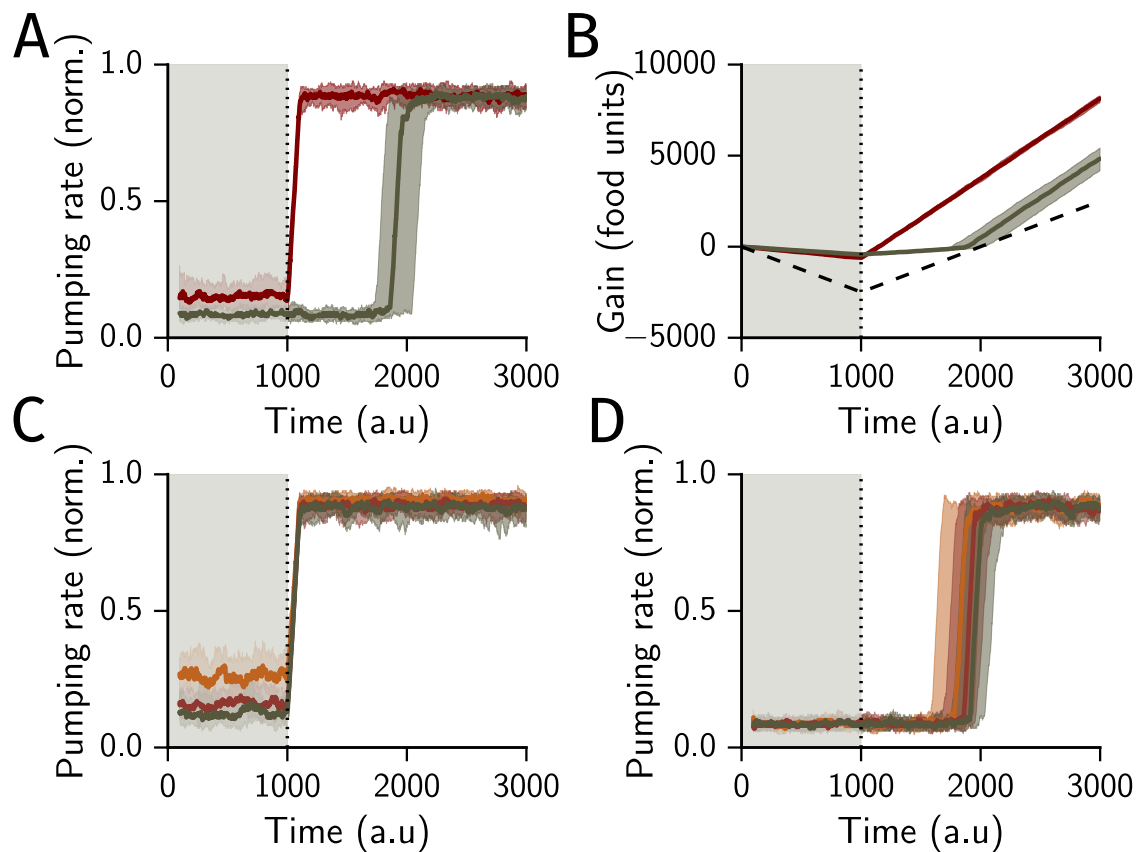 A
Pumping rate (norm.)
1.0
0.5
0.0
0 1000 2000 3000
Time (a.u)
B
Gain (food units)
10000
5000
0
−5000
0 1000 2000 3000
Time (a.u)
C
Pumping rate (norm.)
1.0
0.5
0.0
0 1000 2000 3000
Time (a.u)
D
Pumping rate (norm.)
1.0
0.5
0.0
0 1000 2000 3000
Time (a.u)